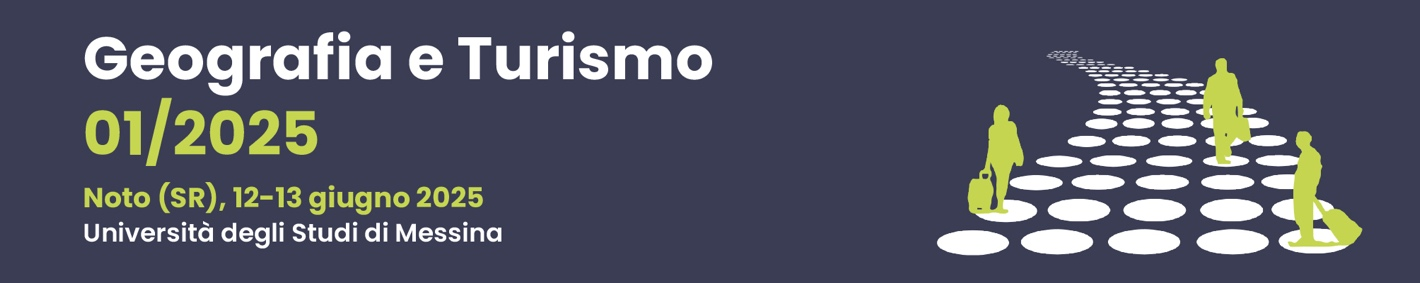 Geografia e Turismo
01/2025
Noto (SR), 12-13 giugno 2025
Università degli Studi di Messina